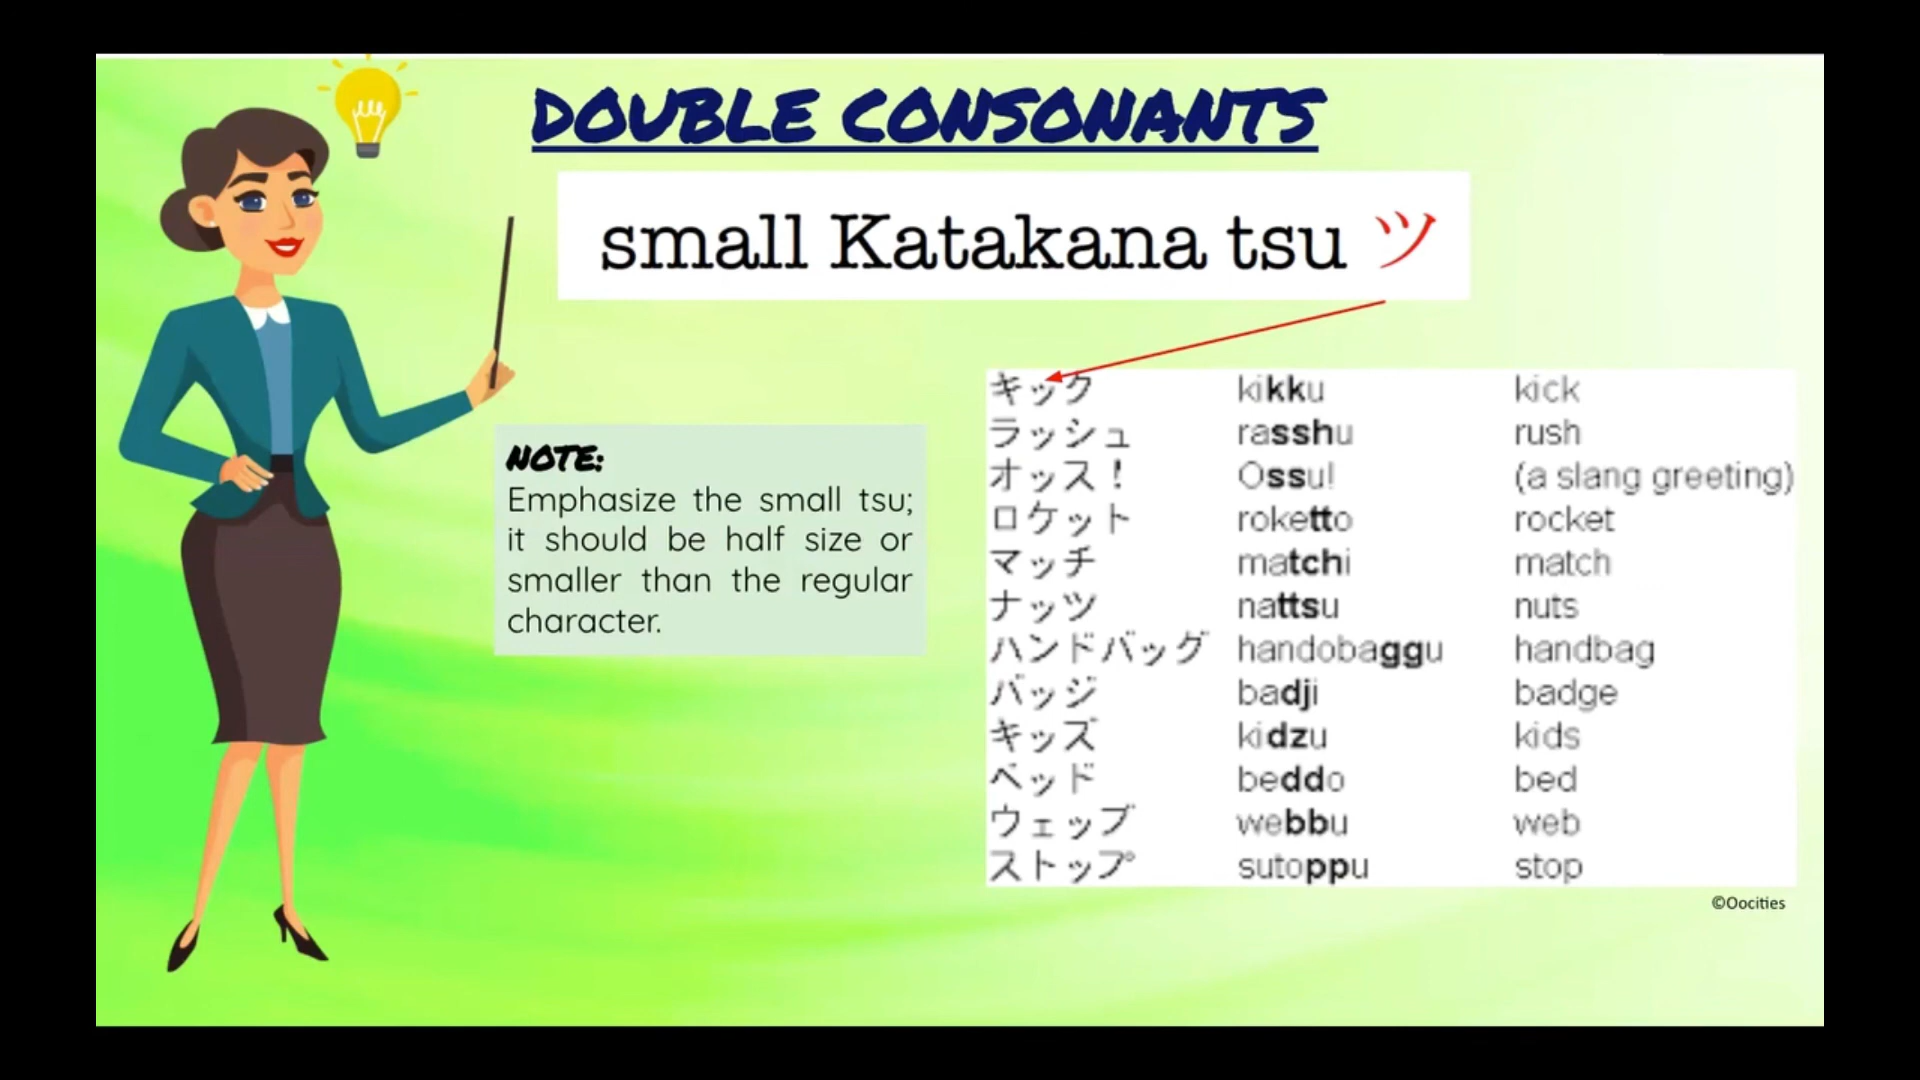 DOUBLE CONSONANTS
small Katakana tsu ツ
NOTE:
Emphasize the small tsu;
it should be half size or
smaller than the regular
character.
キック kikku kick
ラッシュ rasshu rush
オッス！ Ossu! (a slang greeting)
ロケット roketto rocket
マッチ matchi match
ナッツ nattsu nuts
ハンドバッグ handobaggu handbag
バッジ badji badge
キッズ kidzu kids
ベッド beddo bed
ウェッブ webbu web
ストップ sutoppu stop
©Oocities